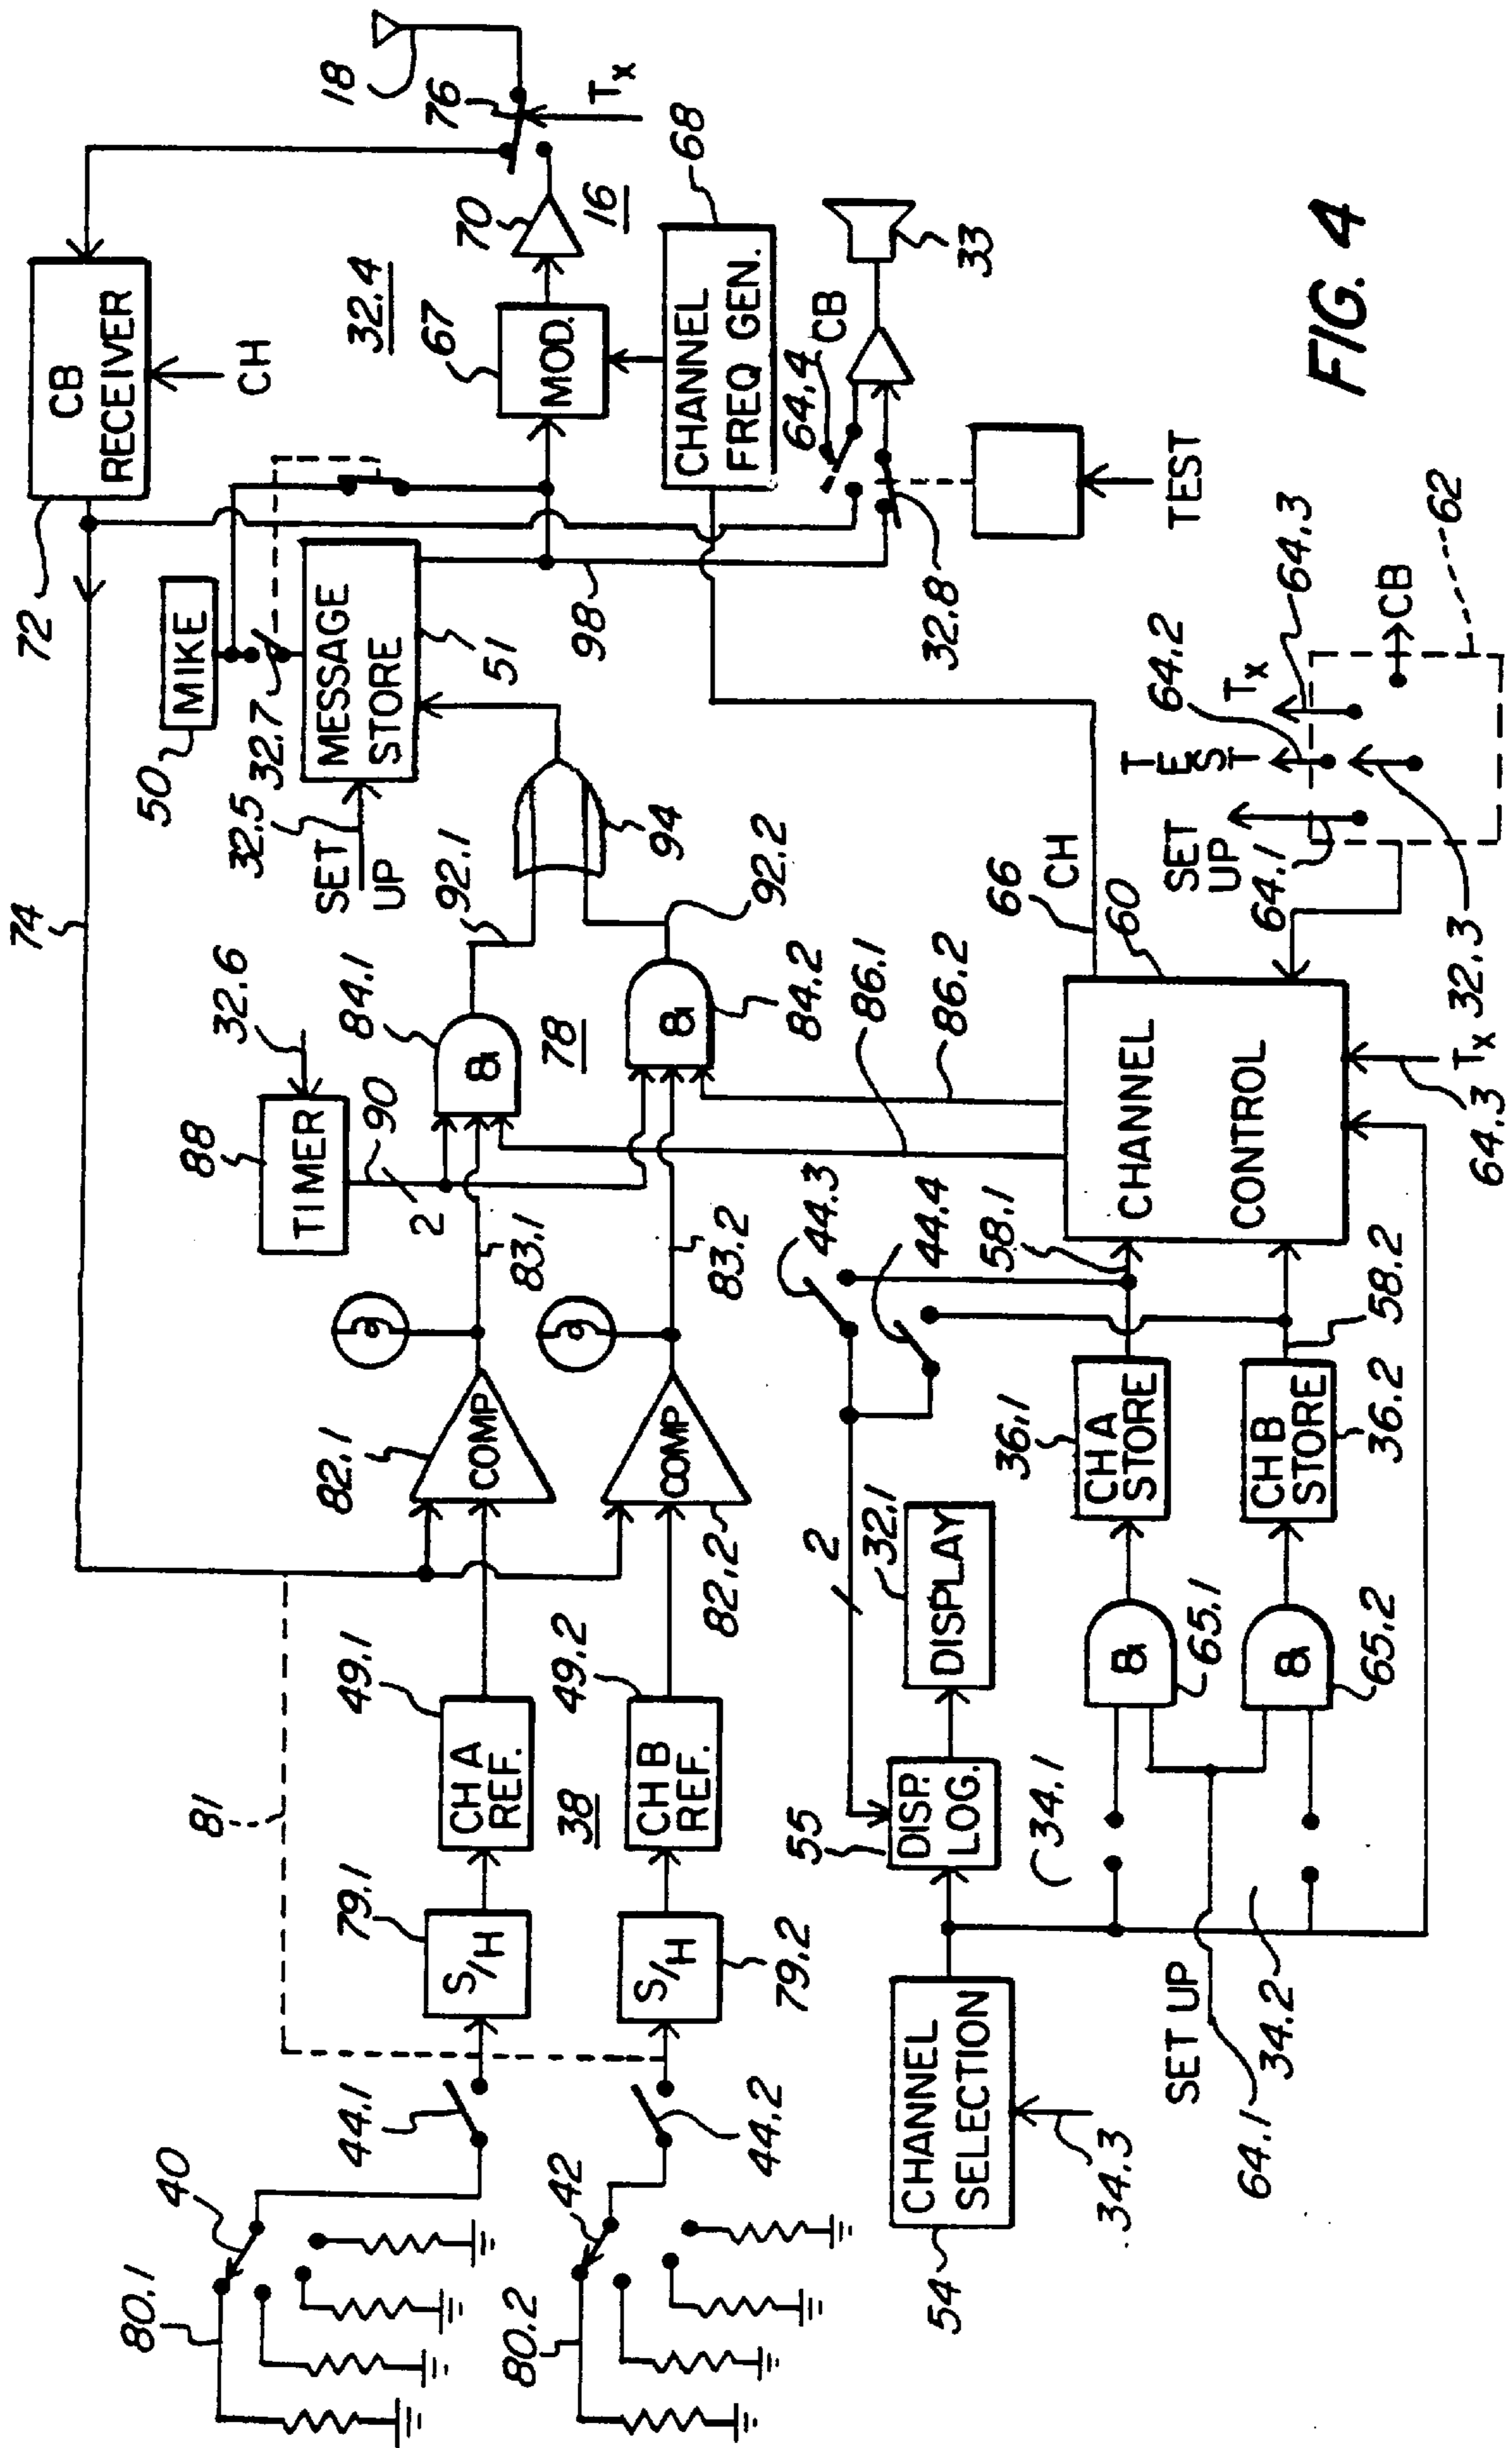 80.1
40
44.1
79.1
S/H
49.1
CH A
REF.
81
82.1
COMP
83.1
2
90
88
TIMER
32.6
84.1
&
78
92.1
74
80.2
42
44.2
79.2
S/H
38
49.2
CH B
REF.
82.2
COMP
83.2
&
84.2
92.2
94
86.1
86.2
50
MIKE
32.7
32.5
SET
UP
MESSAGE
STORE
51
98
72
CB
RECEIVER
CH
32.4
67
MOD.
70
16
76
Tx
18
CHANNEL
FREQ GEN.
68
64.4
CB
33
32.8
TEST
54
CHANNEL
SELECTION
34.3
55
DISP.
LOG.
32.1
DISPLAY
2
44.3
44.4
34.1
34.2
SET UP
64.1
&
65.1
&
65.2
36.1
CH A
STORE
CH B
STORE
36.2
58.1
58.2
CHANNEL
CONTROL
60
66
CH
64.3
Tx
32.3
SET
UP
64.1
TEST
64.2
Tx
64.3
CB
62
FIG. 4